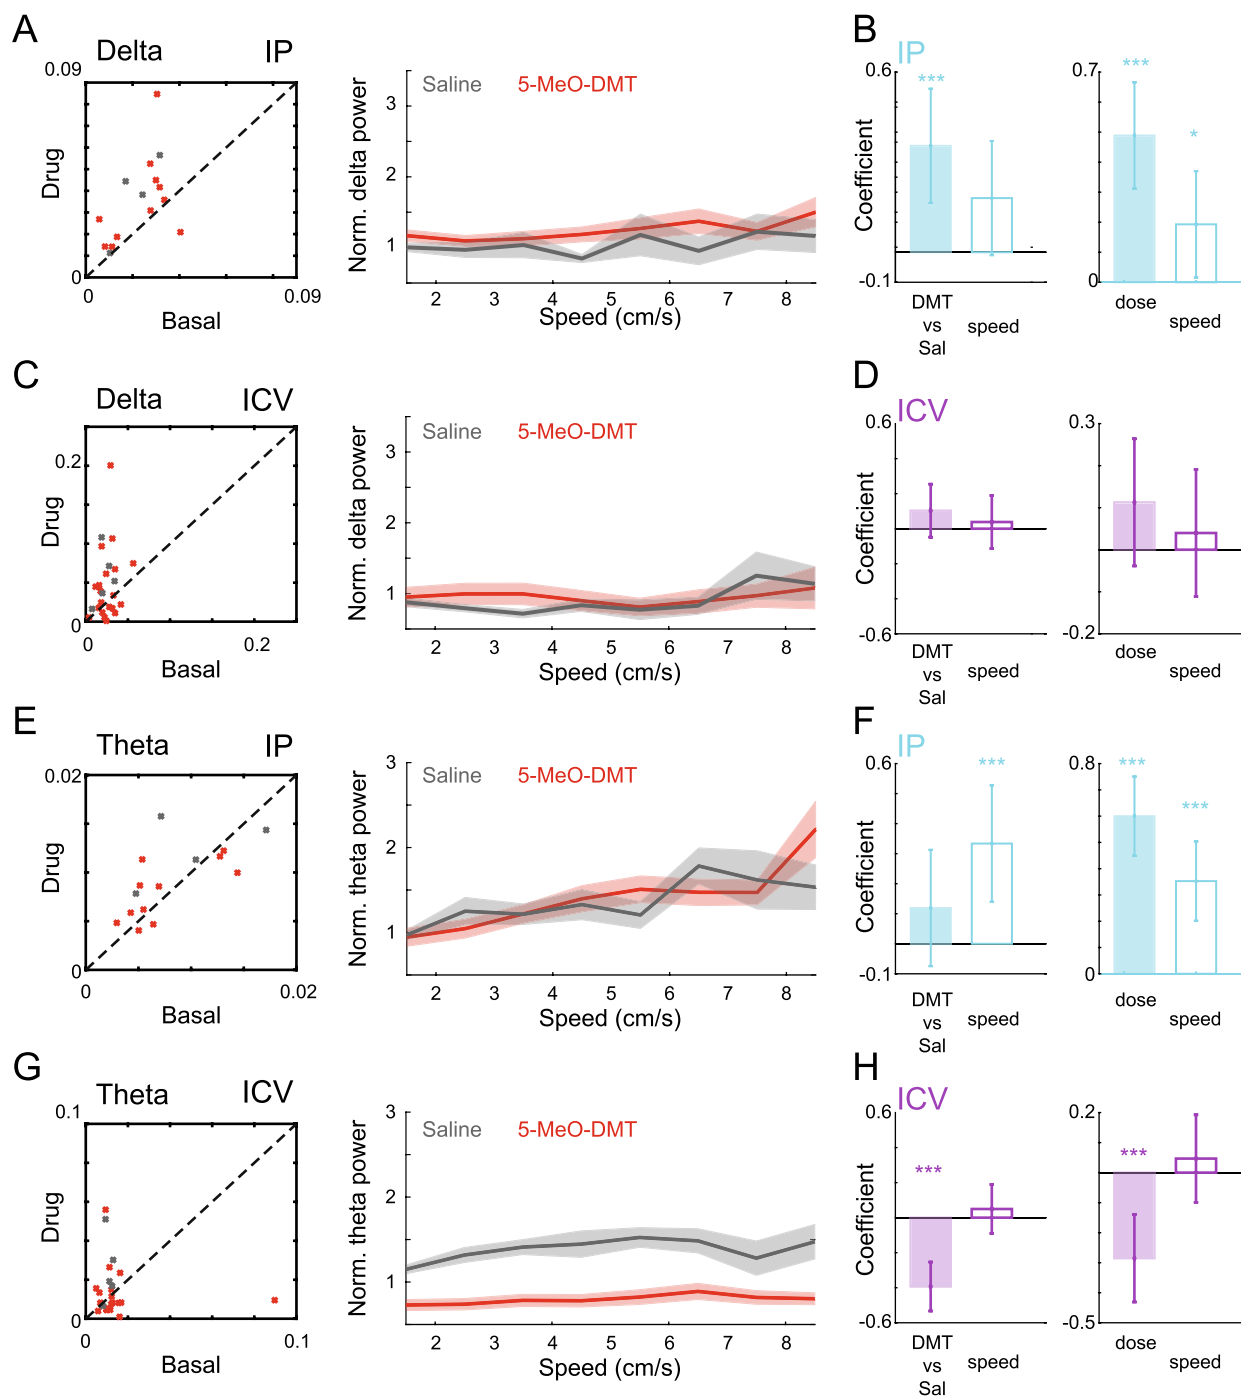 A
Delta IP
0.09
Drug
0
0 0.09
Basal
Saline 5-MeO-DMT
Norm. delta power
3
2
1
2 3 4 5 6 7 8
Speed (cm/s)
B
IP
0.6
***
Coefficient
-0.1
DMT
vs
Sal
speed
0.7
***
*
0
dose
speed
C
Delta ICV
0.2
Drug
0
0 0.2
Basal
Saline 5-MeO-DMT
Norm. delta power
3
2
1
2 3 4 5 6 7 8
Speed (cm/s)
D
ICV
0.6
Coefficient
-0.6
DMT
vs
Sal
speed
0.3
-0.2
dose
speed
E
Theta IP
0.02
Drug
0
0 0.02
Basal
Saline 5-MeO-DMT
Norm. theta power
3
2
1
2 3 4 5 6 7 8
Speed (cm/s)
F
IP
0.6
***
Coefficient
-0.1
DMT
vs
Sal
speed
0.8
***
***
0
dose
speed
G
Theta ICV
0.1
Drug
0
0 0.1
Basal
Saline 5-MeO-DMT
Norm. theta power
3
2
1
2 3 4 5 6 7 8
Speed (cm/s)
H
ICV
0.6
***
Coefficient
-0.6
DMT
vs
Sal
speed
0.2
***
-0.5
dose
speed